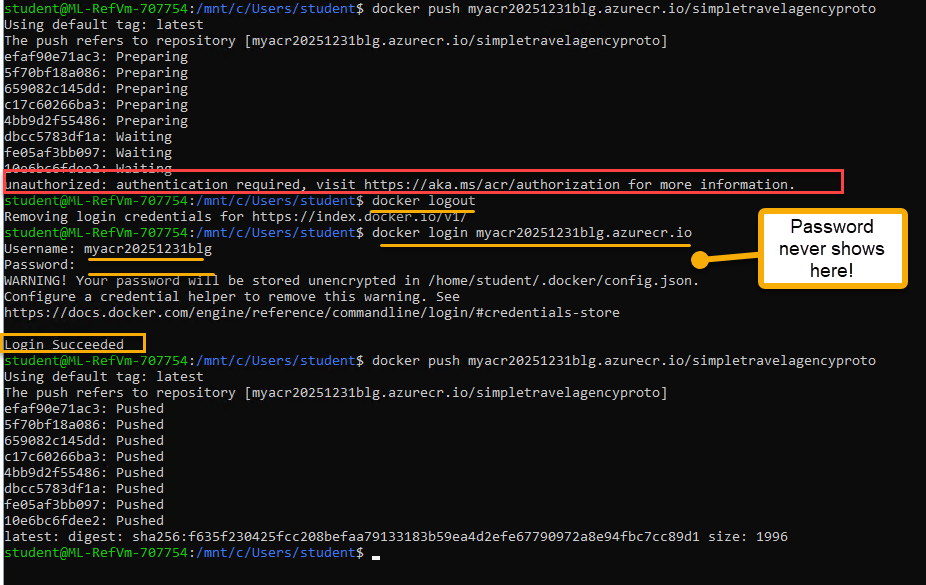 student@ML-RefVm-707754:/mnt/c/Users/student$ docker push myacr20251231blg.azurecr.io/simpletravelagencyproto
Using default tag: latest
The push refers to repository [myacr20251231blg.azurecr.io/simpletravelagencyproto]
efaf90e71ac3: Preparing
5f70bf18a086: Preparing
659082c145dd: Preparing
c17c60266ba3: Preparing
4bb9d2f55486: Preparing
dbcc5783df1a: Waiting
fe05af3bb097: Waiting
10e6bc6fdee2: Waiting
unauthorized: authentication required, visit https://aka.ms/acr/authorization for more information.
student@ML-RefVm-707754:/mnt/c/Users/student$ docker logout
Removing login credentials for https://index.docker.io/v1/
student@ML-RefVm-707754:/mnt/c/Users/student$ docker login myacr20251231blg.azurecr.io
Username: myacr20251231blg
Password:
Password
never shows
here!
WARNING! Your password will be stored unencrypted in /home/student/.docker/config.json.
Configure a credential helper to remove this warning. See
https://docs.docker.com/engine/reference/commandline/login/#credentials-store
Login Succeeded
student@ML-RefVm-707754:/mnt/c/Users/student$ docker push myacr20251231blg.azurecr.io/simpletravelagencyproto
Using default tag: latest
The push refers to repository [myacr20251231blg.azurecr.io/simpletravelagencyproto]
efaf90e71ac3: Pushed
5f70bf18a086: Pushed
659082c145dd: Pushed
c17c60266ba3: Pushed
4bb9d2f55486: Pushed
dbcc5783df1a: Pushed
fe05af3bb097: Pushed
10e6bc6fdee2: Pushed
latest: digest: sha256:f635f230425fcc208befaa79133183b59ea4d2efe67790972a8e94fbc7cc89d1 size: 1996
student@ML-RefVm-707754:/mnt/c/Users/student$